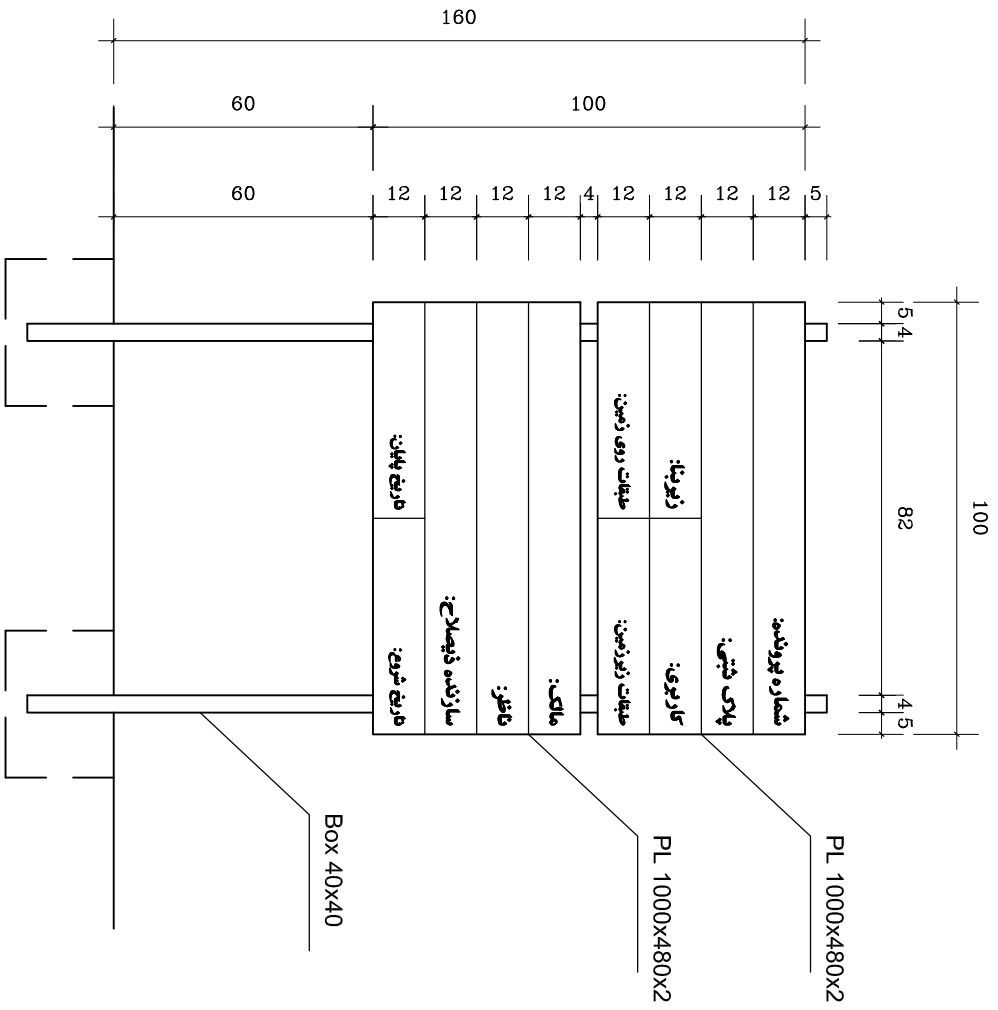 160
60
100
60
12
12
12
12
4
12
12
12
12
5
5
4
82
4
5
100
شماره پرونده:
پلاک ثبتی:
کاربری:
زیربنا:
طبقات زیرزمین:
طبقات روی زمین:
مالک:
ناظر:
سازنده ذیصلاح:
تاریخ شروع:
تاریخ پایان:
PL 1000x480x2
PL 1000x480x2
Box 40x40